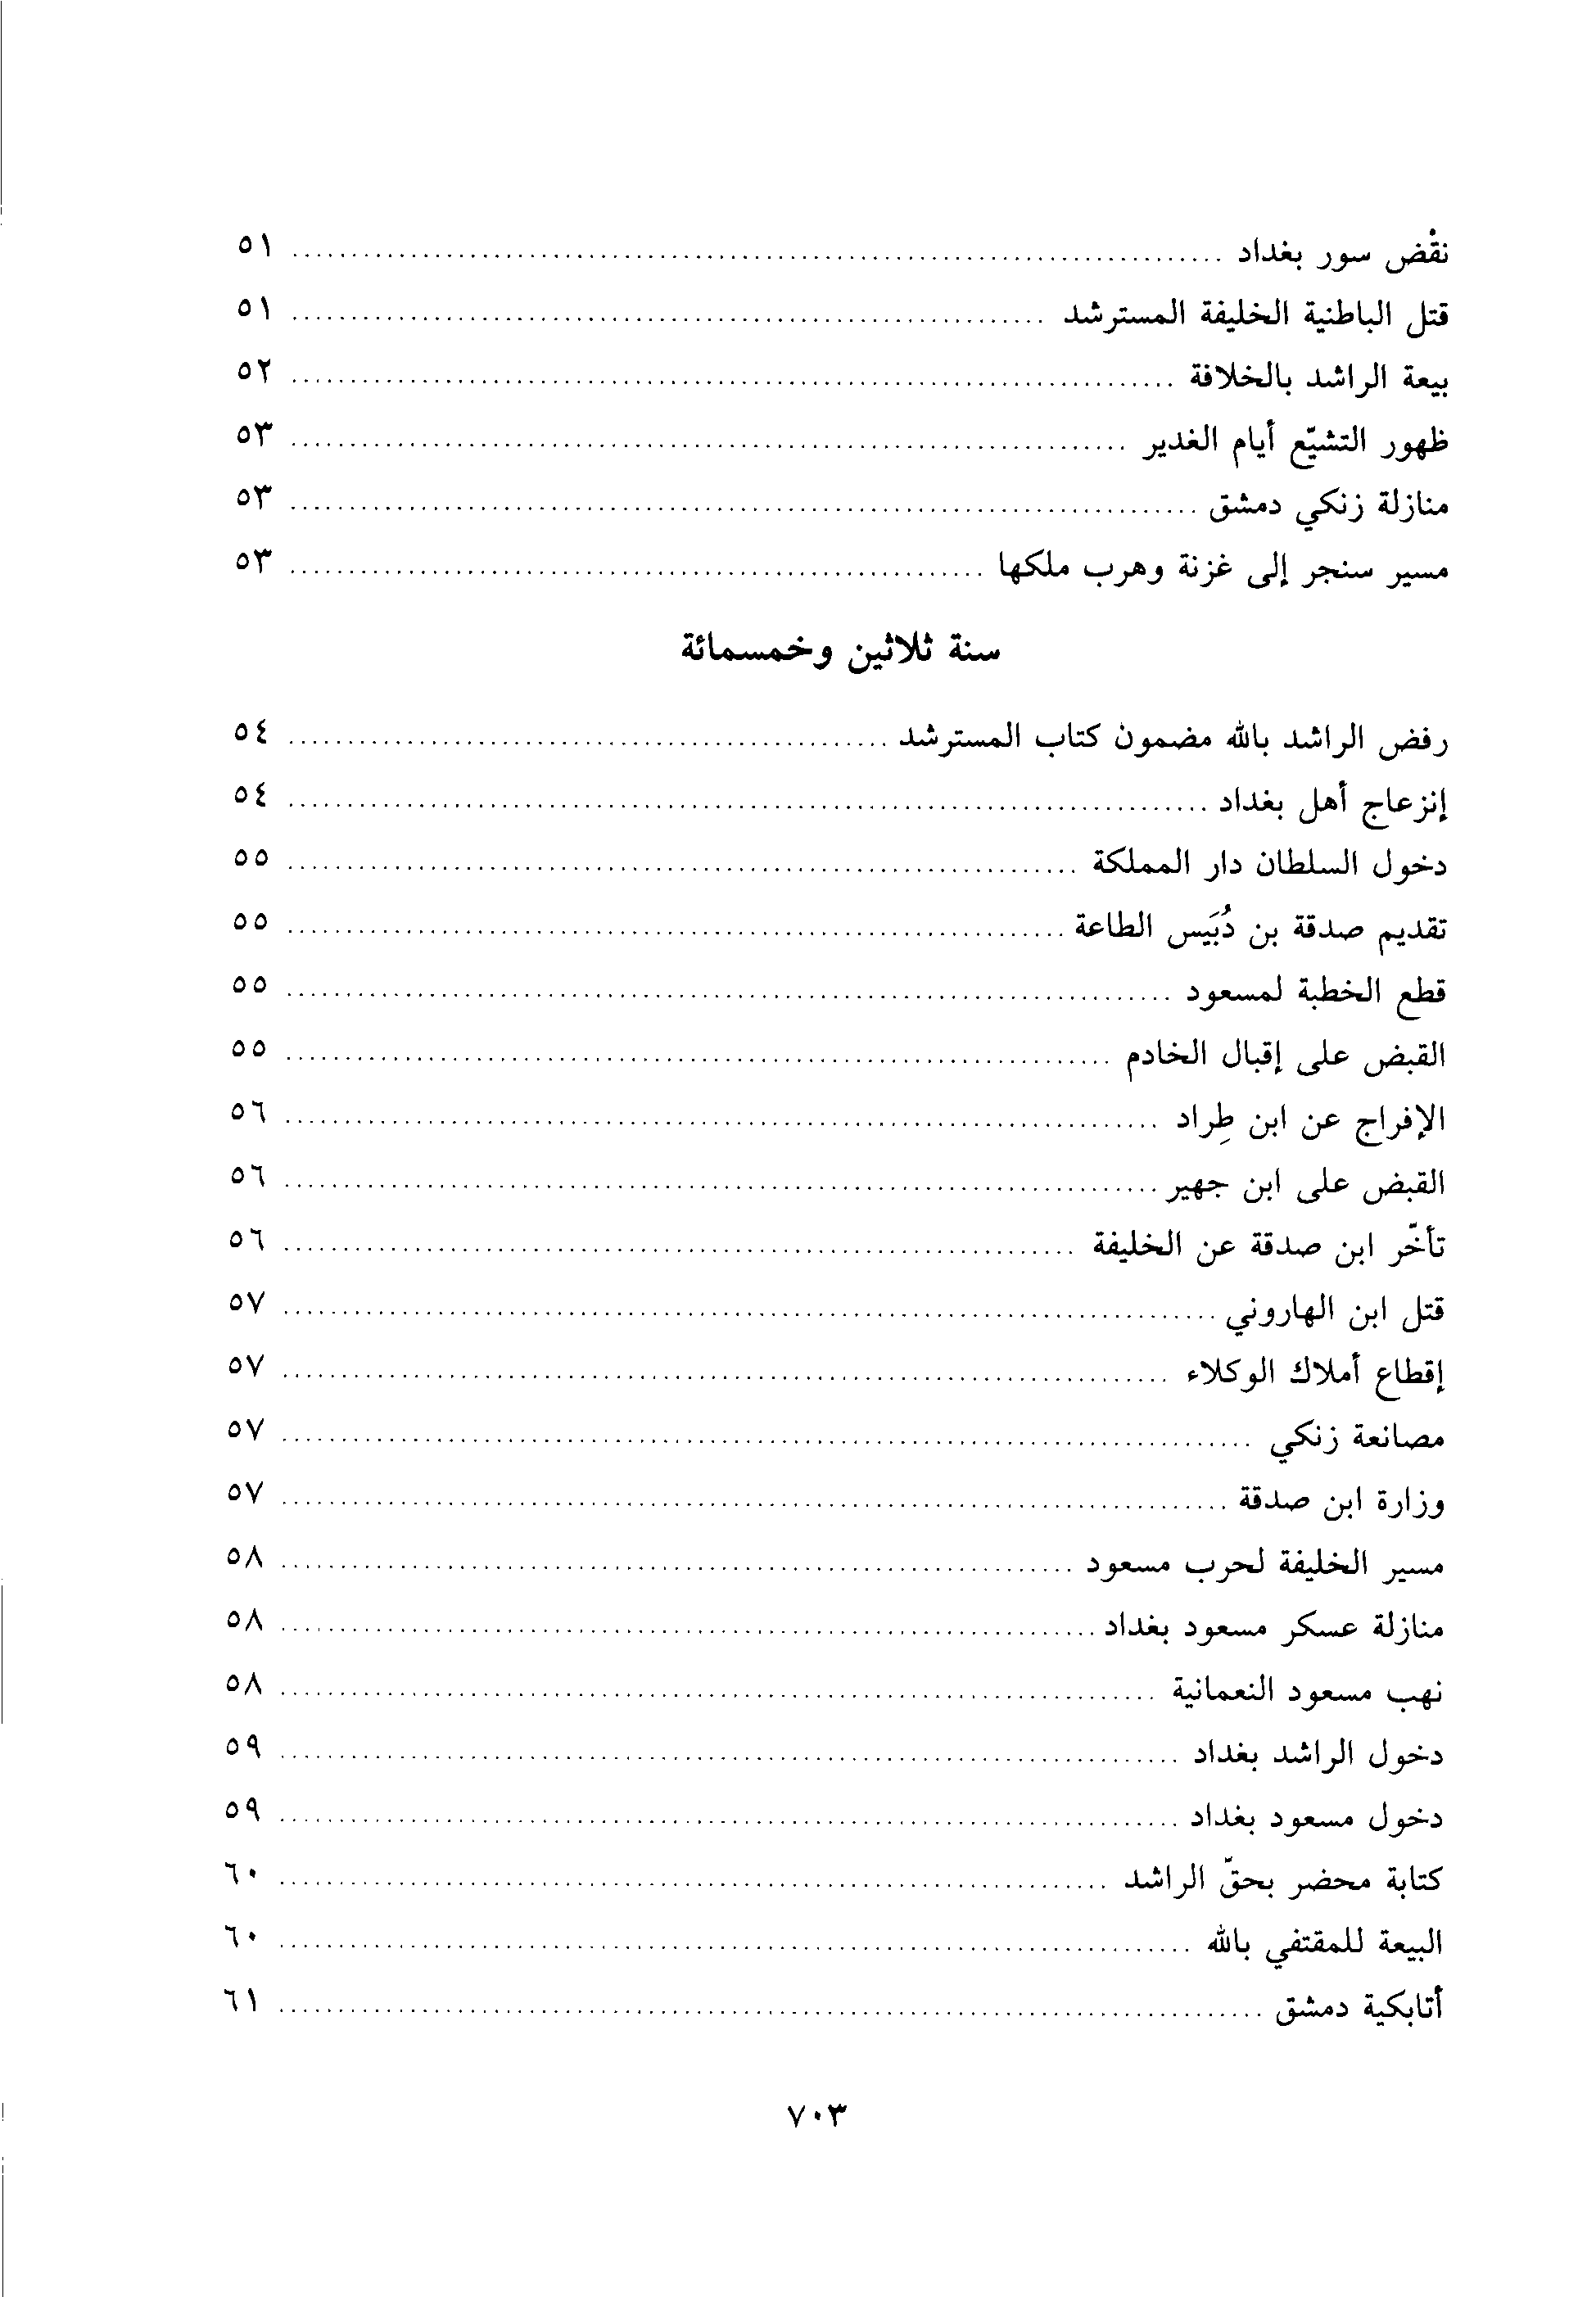 نقْض سور بغداد ........ ٥١
قتل الباطنية الخليفة المسترشد ........ ٥١
بيعة الراشد بالخلافة ........ ٥٢
ظهور التشيّع أيام الغدير ........ ٥٣
منازلة زنكي دمشق ........ ٥٣
مسير سنجر إلى غزنة وهرب ملكها ........ ٥٣
سنة ثلاثين وخمسمائة
رفض الراشد بالله مضمون كتاب المسترشد ........ ٥٤
إنزعاج أهل بغداد ........ ٥٤
دخول السلطان دار المملكة ........ ٥٥
تقديم صدقة بن دُبَيس الطاعة ........ ٥٥
قطع الخطبة لمسعود ........ ٥٥
القبض على إقبال الخادم ........ ٥٥
الإفراج عن ابن طِراد ........ ٥٦
القبض على ابن جهير ........ ٥٦
تأخّر ابن صدقة عن الخليفة ........ ٥٦
قتل ابن الهاروني ........ ٥٧
إقطاع أملاك الوكلاء ........ ٥٧
مصانعة زنكي ........ ٥٧
وزارة ابن صدقة ........ ٥٧
مسير الخليفة لحرب مسعود ........ ٥٨
منازلة عسكر مسعود بغداد ........ ٥٨
نهب مسعود النعمانية ........ ٥٨
دخول الراشد بغداد ........ ٥٩
دخول مسعود بغداد ........ ٥٩
كتابة محضر بحقّ الراشد ........ ٦٠
البيعة للمقتفي بالله ........ ٦٠
أتابكية دمشق ........ ٦١
٧٠٣